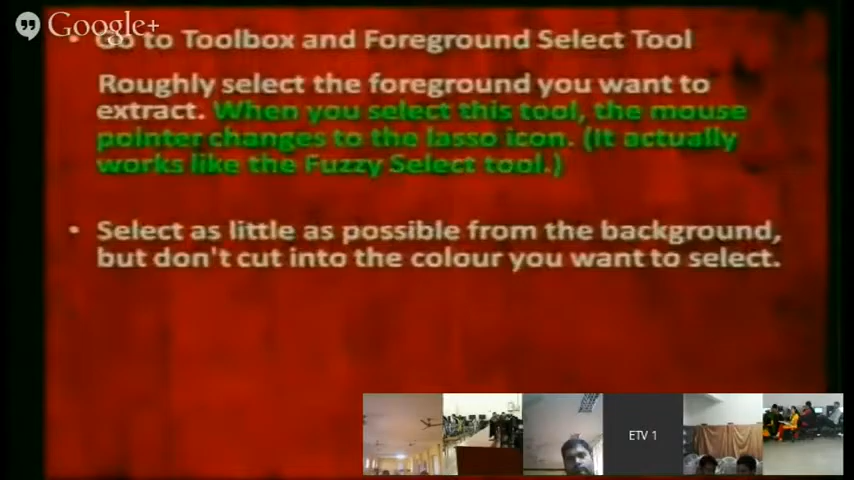 Google+
• Go to Toolbox and Foreground Select Tool
Roughly select the foreground you want to
extract. When you select this tool, the mouse
pointer changes to the lasso icon. (It actually
works like the Fuzzy Select tool.)
• Select as little as possible from the background,
but don't cut into the colour you want to select.
ETV 1